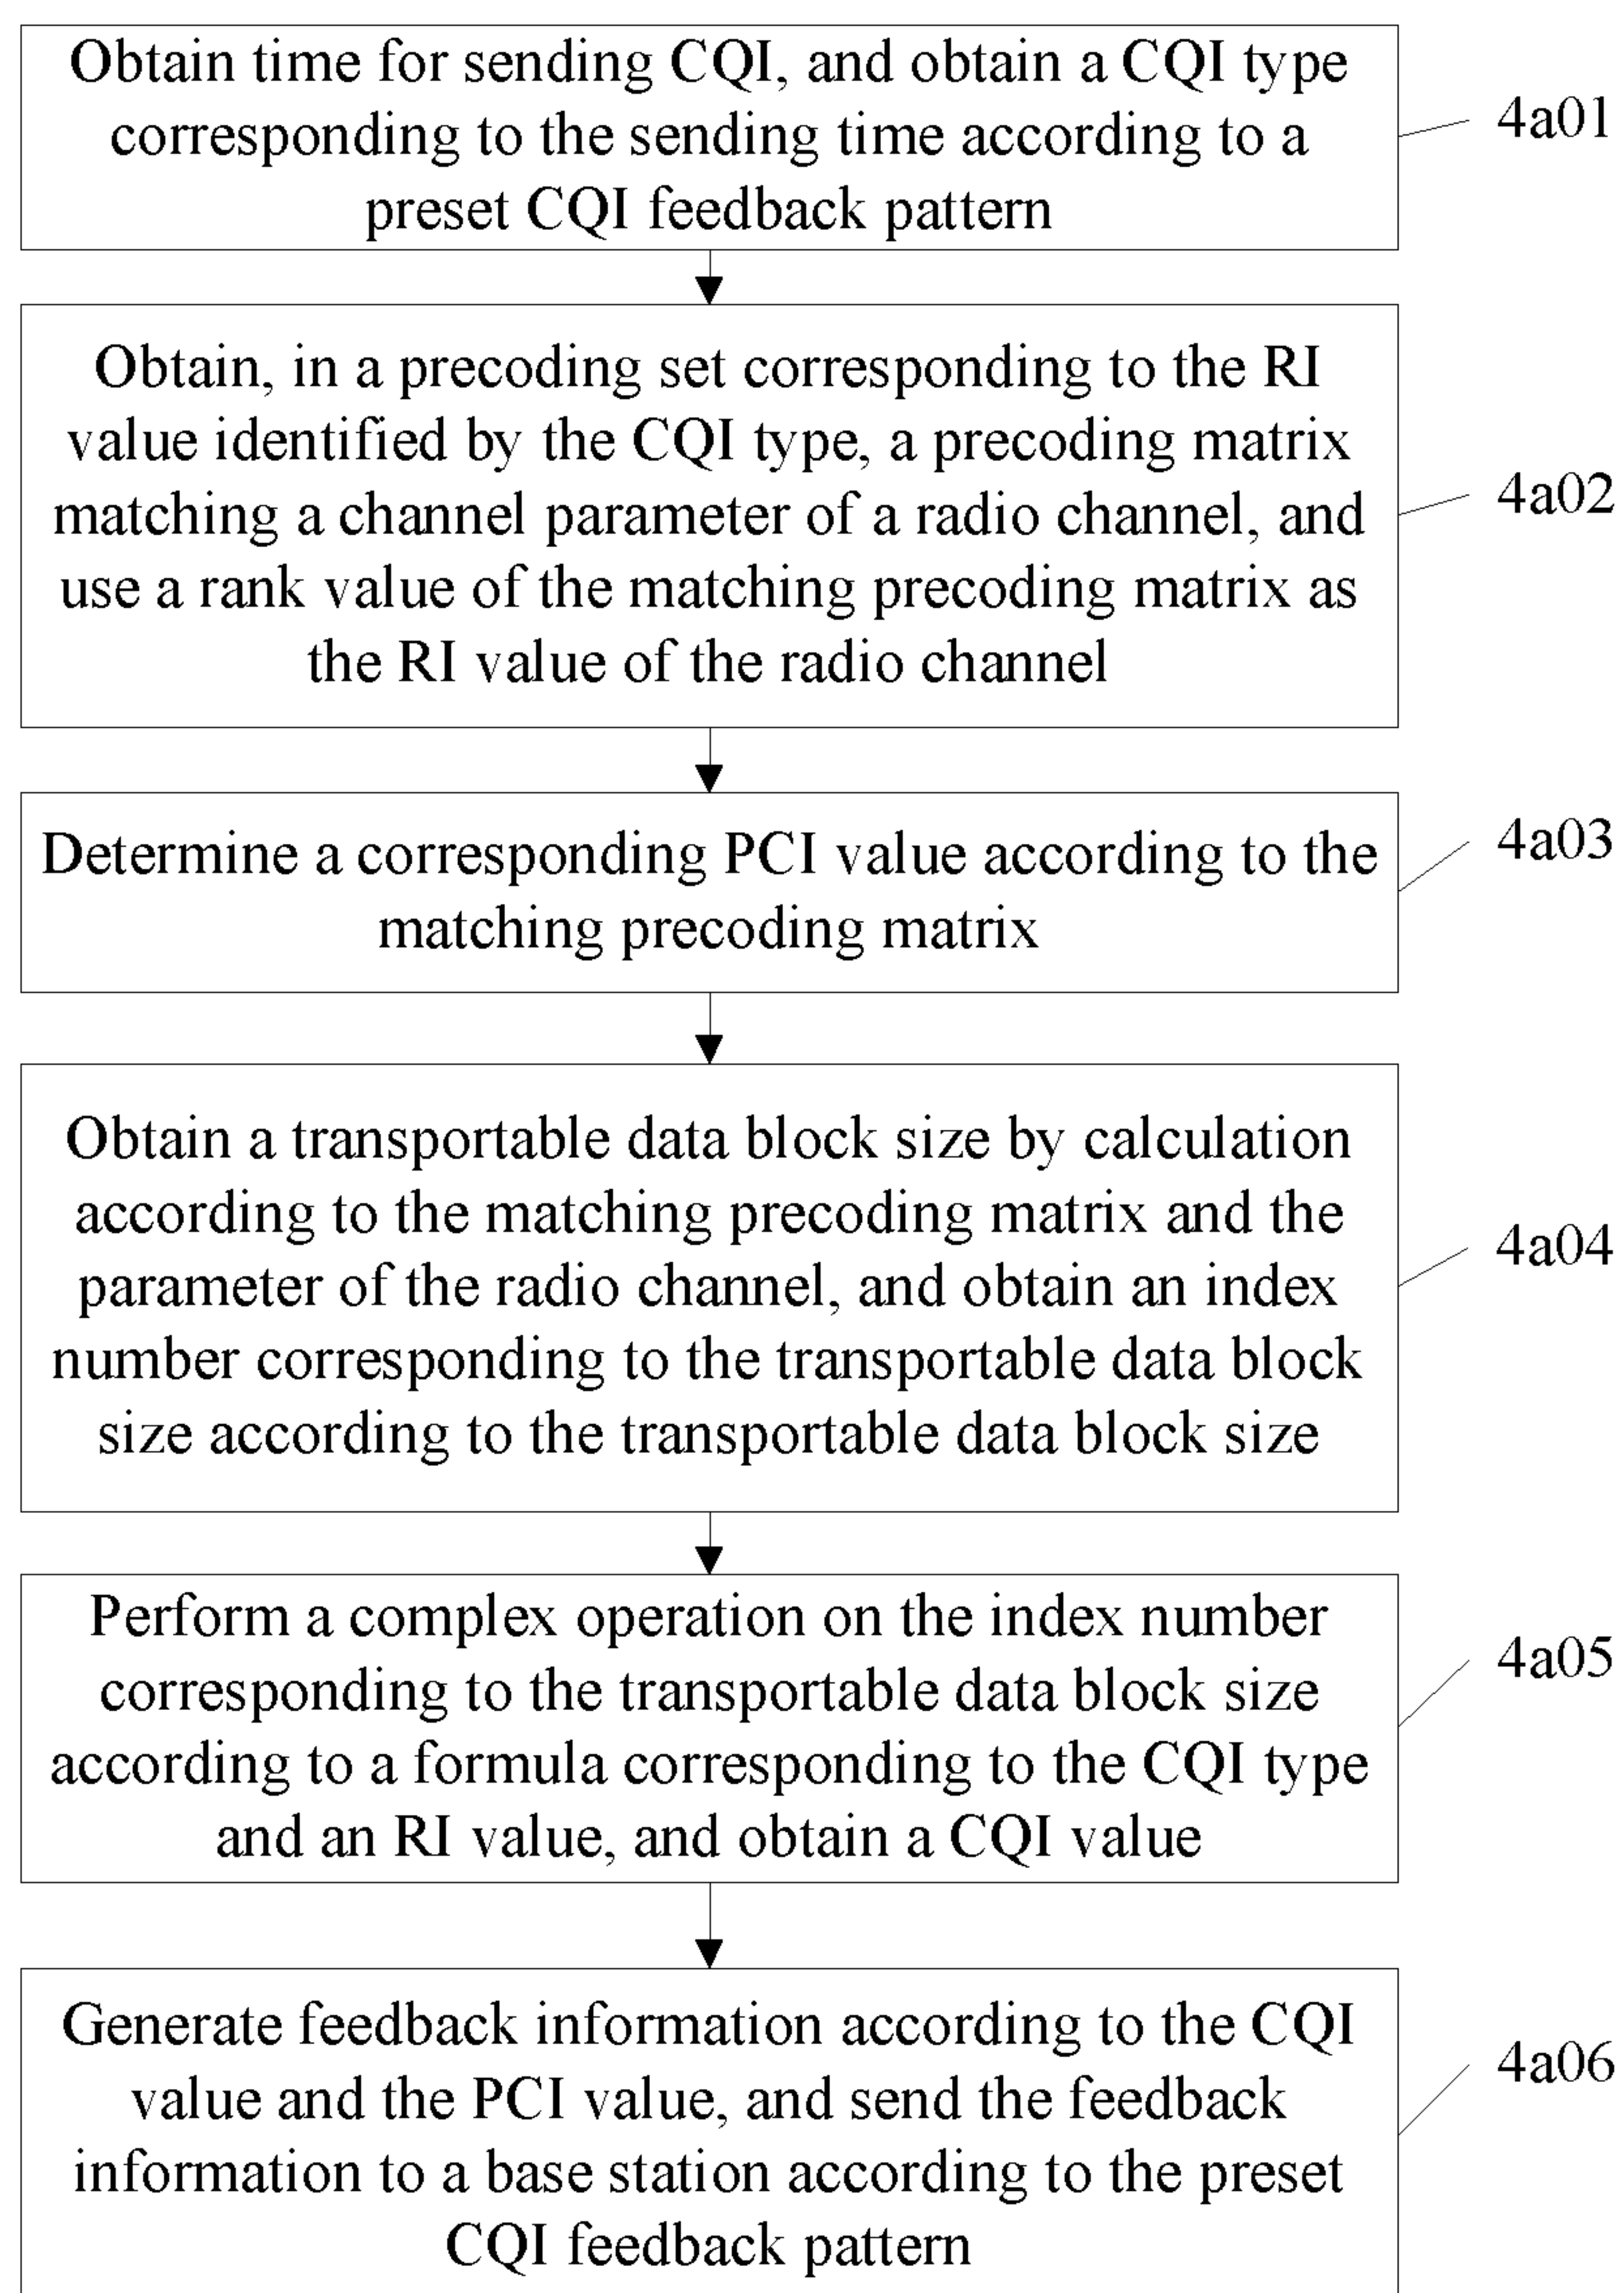 Obtain time for sending CQI, and obtain a CQI type
corresponding to the sending time according to a
preset CQI feedback pattern
4a01
Obtain, in a precoding set corresponding to the RI
value identified by the CQI type, a precoding matrix
matching a channel parameter of a radio channel, and
use a rank value of the matching precoding matrix as
the RI value of the radio channel
4a02
Determine a corresponding PCI value according to the
matching precoding matrix
4a03
Obtain a transportable data block size by calculation
according to the matching precoding matrix and the
parameter of the radio channel, and obtain an index
number corresponding to the transportable data block
size according to the transportable data block size
4a04
Perform a complex operation on the index number
corresponding to the transportable data block size
according to a formula corresponding to the CQI type
and an RI value, and obtain a CQI value
4a05
Generate feedback information according to the CQI
value and the PCI value, and send the feedback
information to a base station according to the preset
CQI feedback pattern
4a06